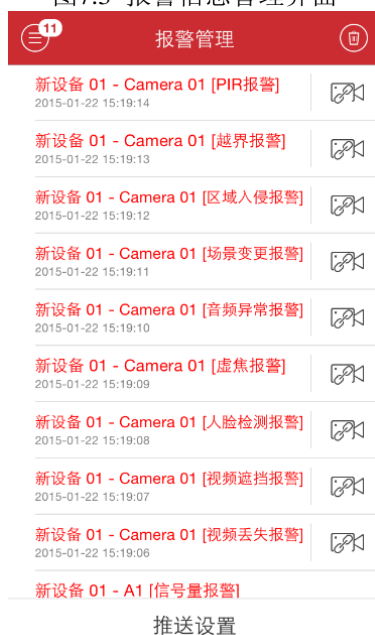 图7.3 报警信息管理界面
11
报警管理
新设备 01 - Camera 01 [PIR报警]
2015-01-22 15:19:14
新设备 01 - Camera 01 [越界报警]
2015-01-22 15:19:13
新设备 01 - Camera 01 [区域入侵报警]
2015-01-22 15:19:12
新设备 01 - Camera 01 [场景变更报警]
2015-01-22 15:19:11
新设备 01 - Camera 01 [音频异常报警]
2015-01-22 15:19:10
新设备 01 - Camera 01 [虚焦报警]
2015-01-22 15:19:09
新设备 01 - Camera 01 [人脸检测报警]
2015-01-22 15:19:08
新设备 01 - Camera 01 [视频遮挡报警]
2015-01-22 15:19:07
新设备 01 - Camera 01 [视频丢失报警]
2015-01-22 15:19:06
新设备 01 - A1 [信号量报警]
推送设置